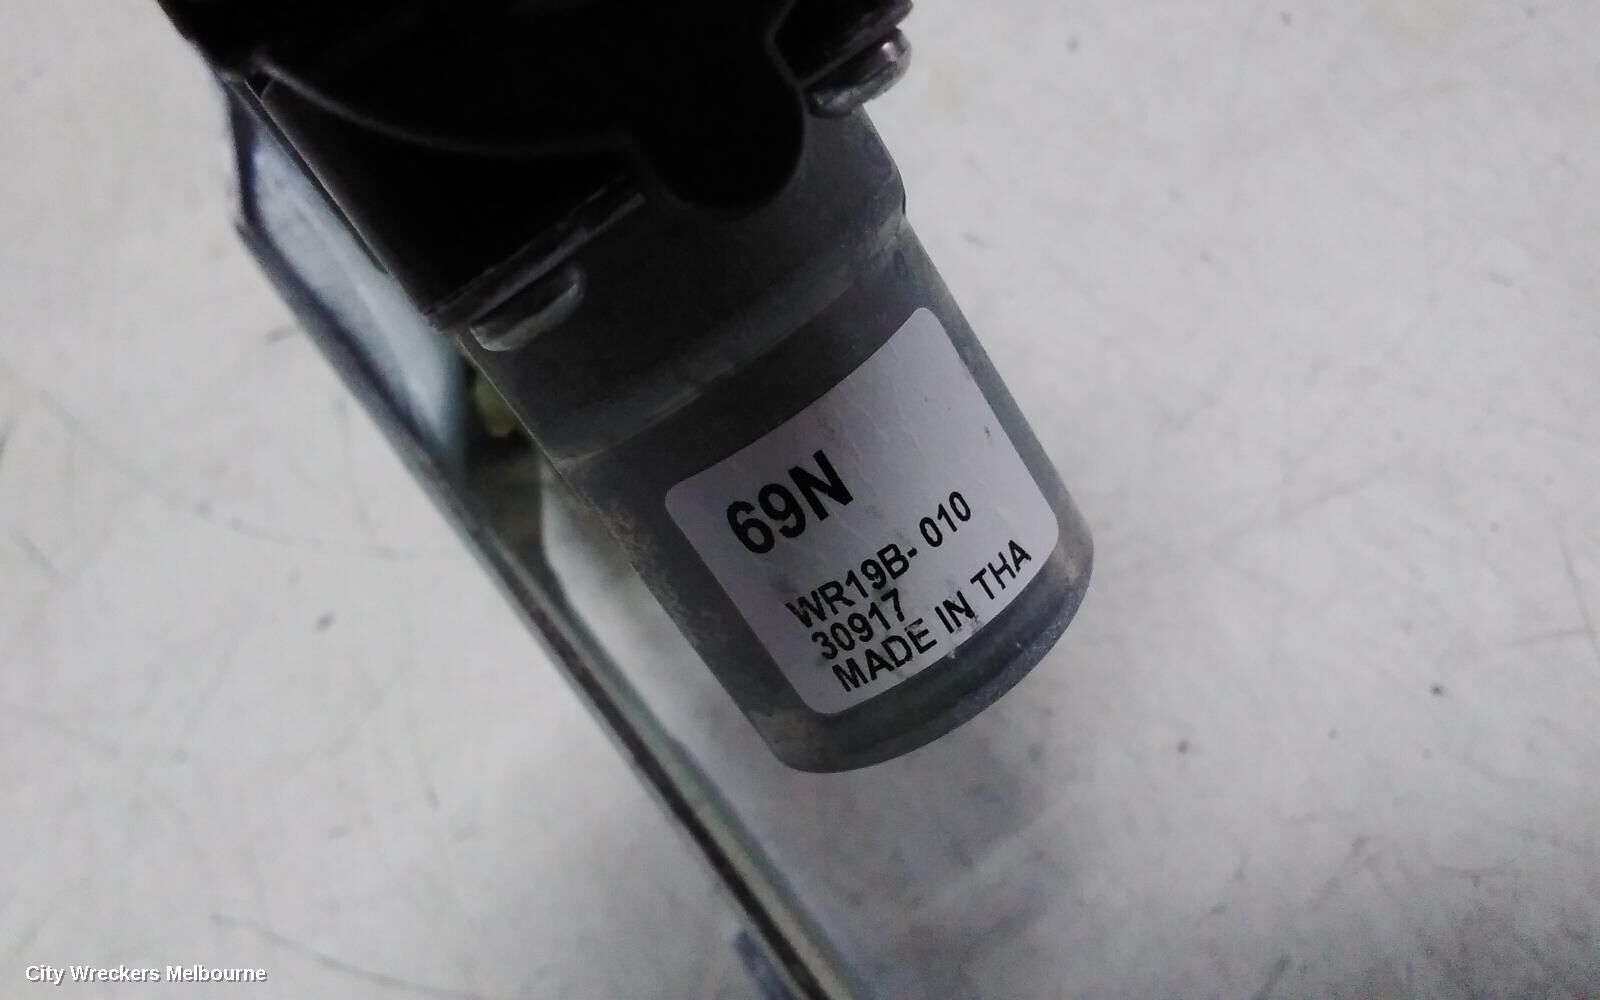 69N
WR19B- 010
30917
MADE IN THA
City Wreckers Melbourne